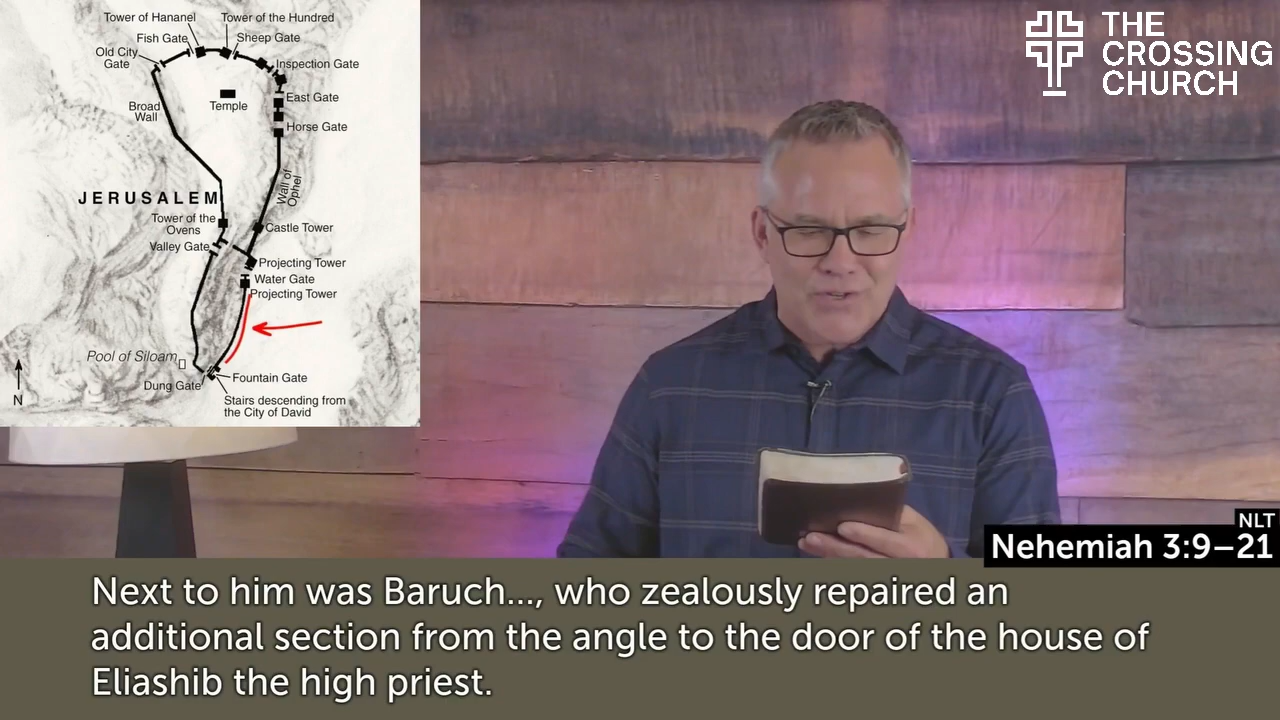 Tower of Hananel
Tower of the Hundred
Fish Gate
Sheep Gate
Old City
Gate
Inspection Gate
Temple
East Gate
Broad
Wall
Horse Gate
Wall of
Ophel
JERUSALEM
Tower of the
Ovens
Castle Tower
Valley Gate
Projecting Tower
Water Gate
Projecting Tower
Pool of Siloam
Dung Gate
Fountain Gate
N
Stairs descending from
the City of David
THE
CROSSING
CHURCH
NLT
Nehemiah 3:9–21
Next to him was Baruch..., who zealously repaired an
additional section from the angle to the door of the house of
Eliashib the high priest.